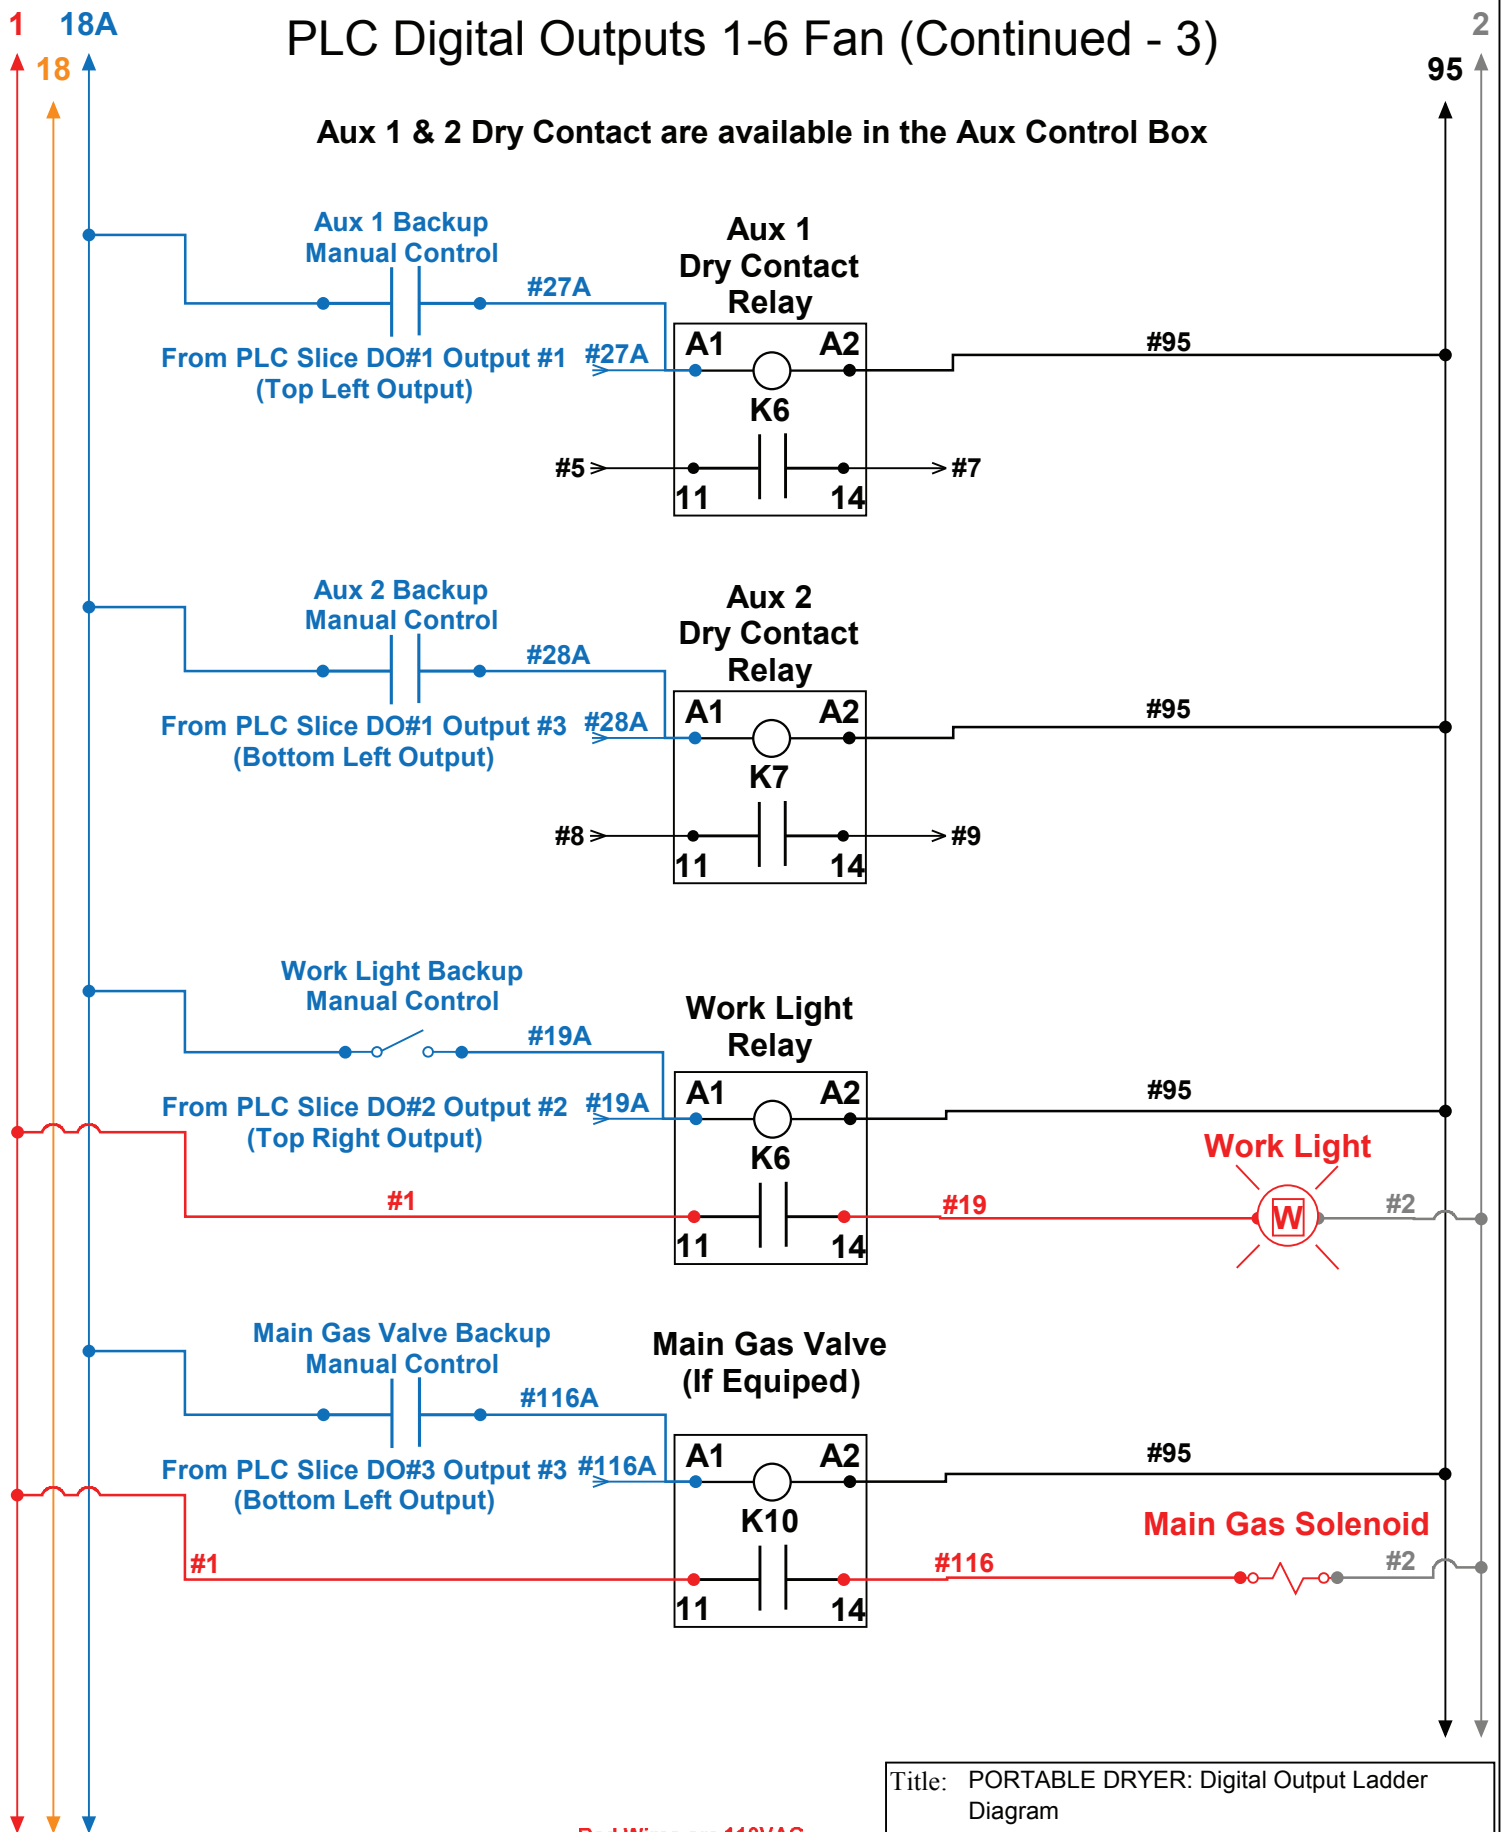 1
18A
PLC Digital Outputs 1-6 Fan (Continued - 3)
2
18
95
Aux 1 & 2 Dry Contact are available in the Aux Control Box
Aux 1 Backup
Manual Control
#27A
Aux 1
Dry Contact
Relay
From PLC Slice DO#1 Output #1
(Top Left Output)
#27A
A1
A2
#95
K6
#5
11
14
#7
Aux 2 Backup
Manual Control
#28A
Aux 2
Dry Contact
Relay
From PLC Slice DO#1 Output #3
(Bottom Left Output)
#28A
A1
A2
#95
K7
#8
11
14
#9
Work Light Backup
Manual Control
#19A
Work Light
Relay
From PLC Slice DO#2 Output #2
(Top Right Output)
#19A
A1
A2
#95
K6
Work Light
#1
11
14
#19
W
#2
Main Gas Valve Backup
Manual Control
#116A
Main Gas Valve
(If Equiped)
From PLC Slice DO#3 Output #3
(Bottom Left Output)
#116A
A1
A2
#95
K10
Main Gas Solenoid
#1
11
14
#116
#2
Title: PORTABLE DRYER: Digital Output Ladder
Diagram